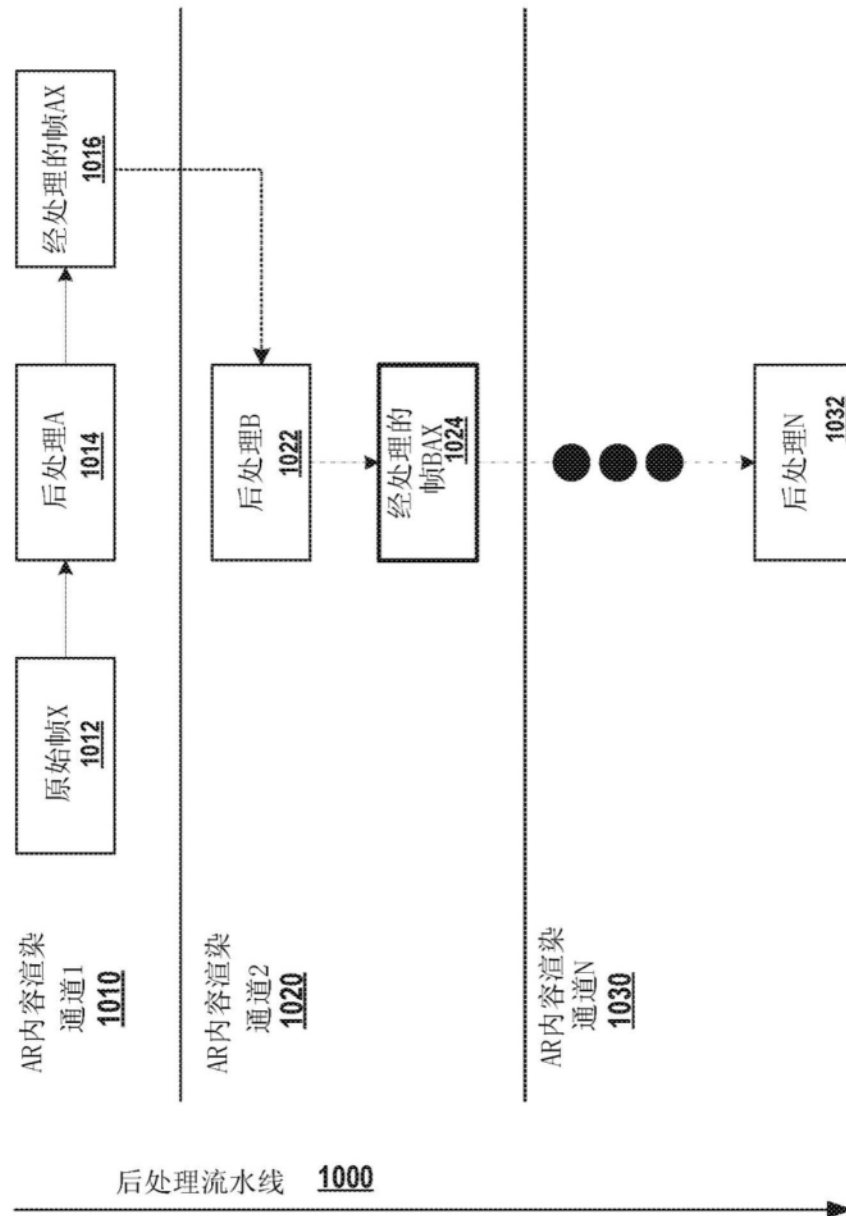 后处理流水线 1000
AR内容渲染
通道1
1010
原始帧X
1012
后处理A
1014
经处理的帧AX
1016
AR内容渲染
通道2
1020
后处理B
1022
经处理的
帧BAX
1024
AR内容渲染
通道N
1030
后处理N
1032